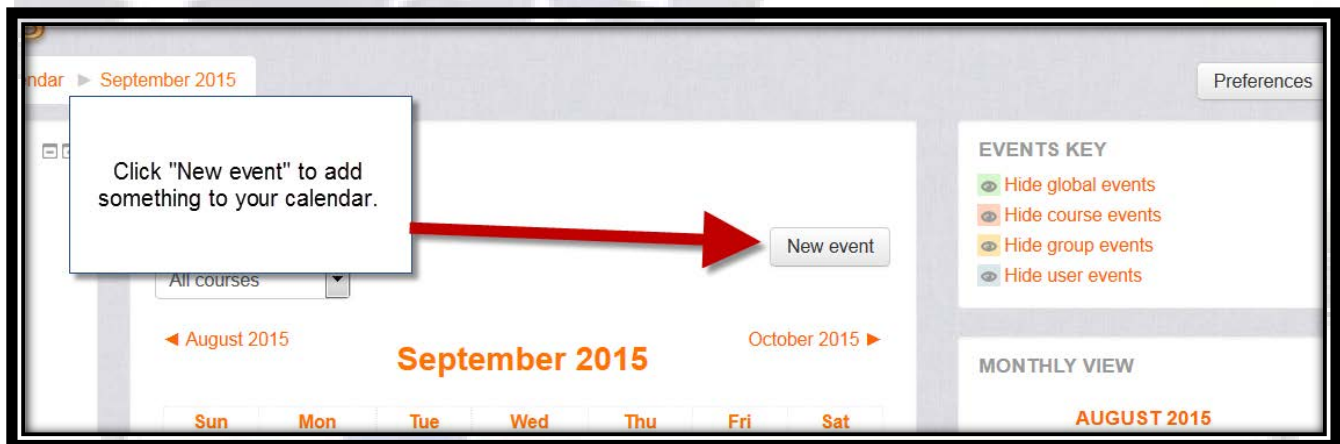 ndar ► September 2015
Preferences
Click "New event" to add
something to your calendar.
New event
All courses
◄ August 2015
September 2015
October 2015 ►
Sun Mon Tue Wed Thu Fri Sat
EVENTS KEY
Hide global events
Hide course events
Hide group events
Hide user events
MONTHLY VIEW
AUGUST 2015